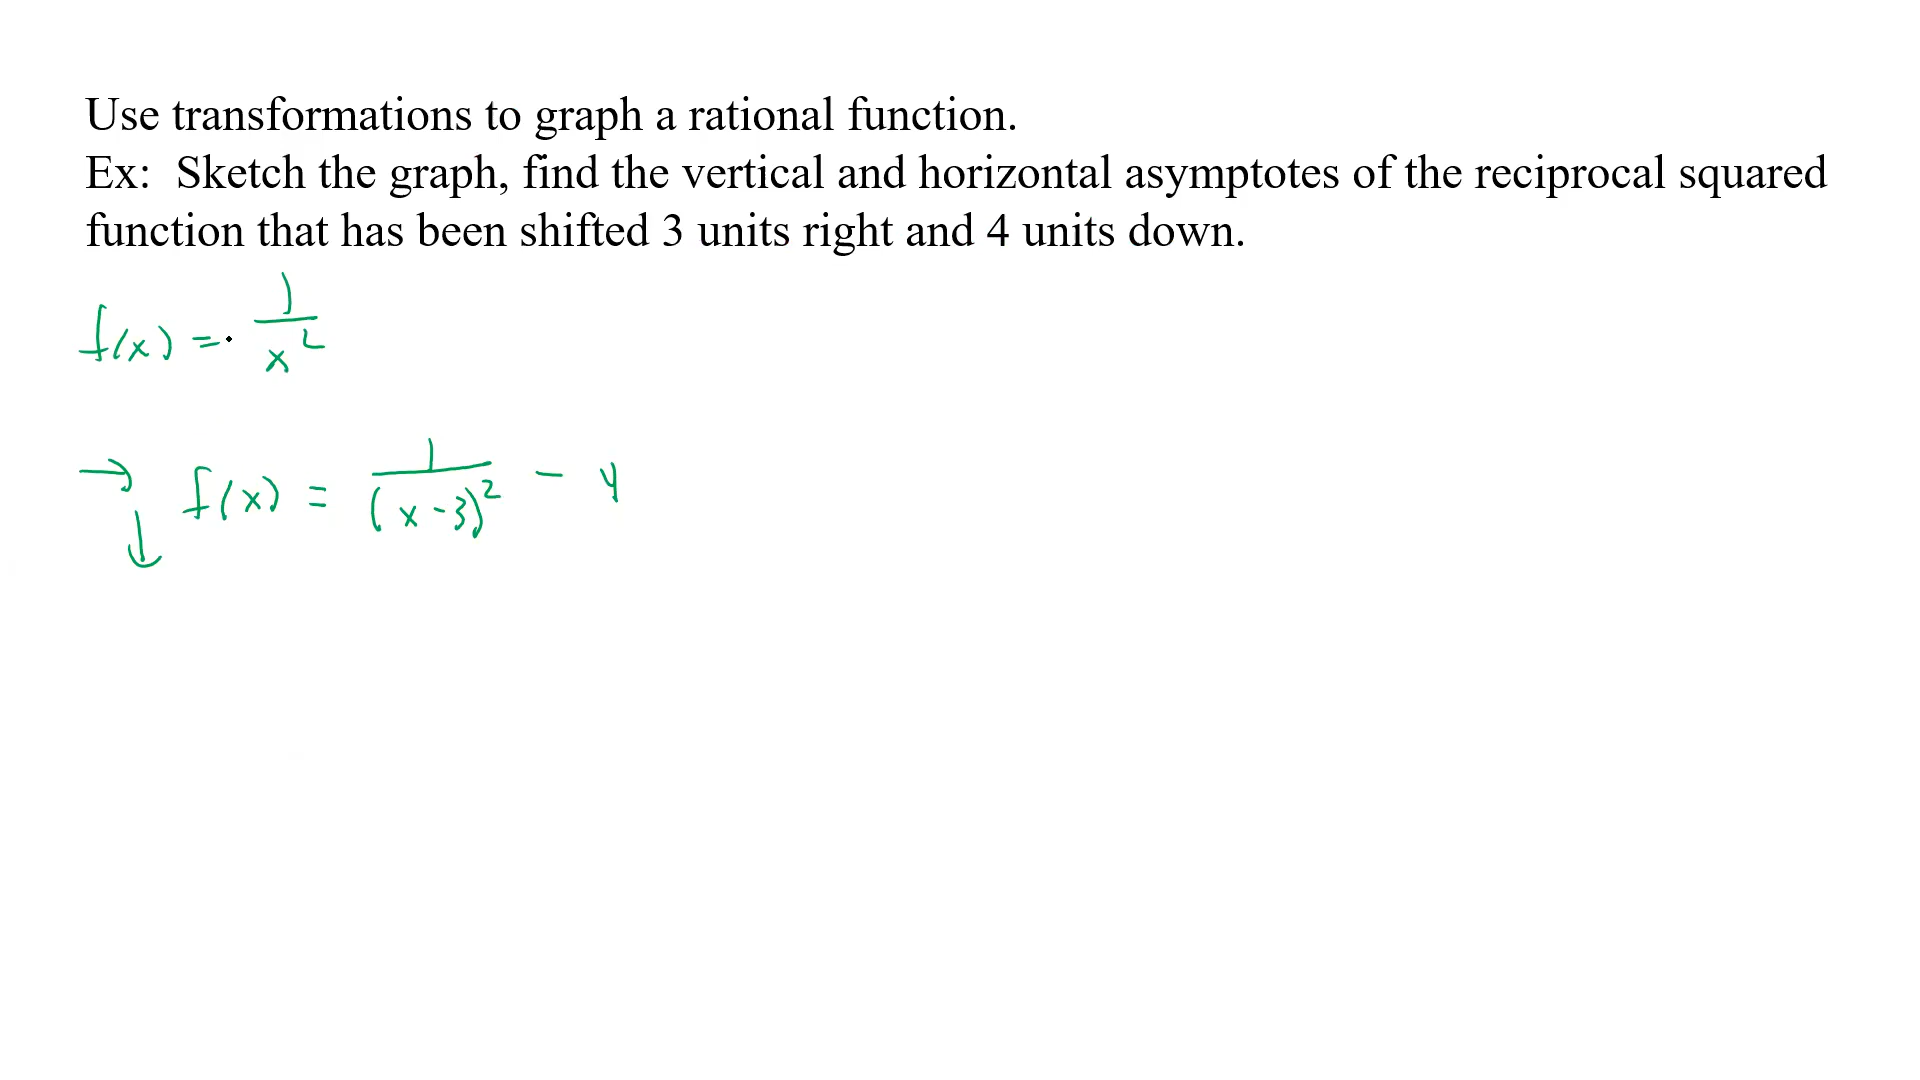 Use transformations to graph a rational function.
Ex: Sketch the graph, find the vertical and horizontal asymptotes of the reciprocal squared
function that has been shifted 3 units right and 4 units down.
f(x) = 1/x²
→ ↓ f(x) = 1/(x-3)² - 4